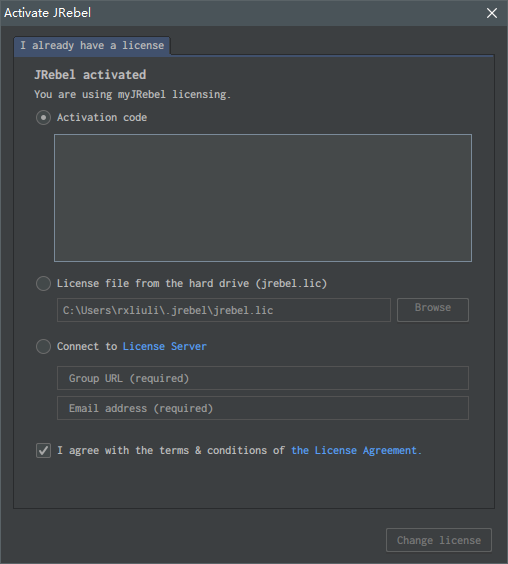 Activate JRebel
I already have a license
JRebel activated
You are using myJRebel licensing.
Activation code
License file from the hard drive (jrebel.lic)
C:\Users\rxliuli\.jrebel\jrebel.lic
Browse
Connect to License Server
Group URL (required)
Email address (required)
I agree with the terms & conditions of the License Agreement.
Change license